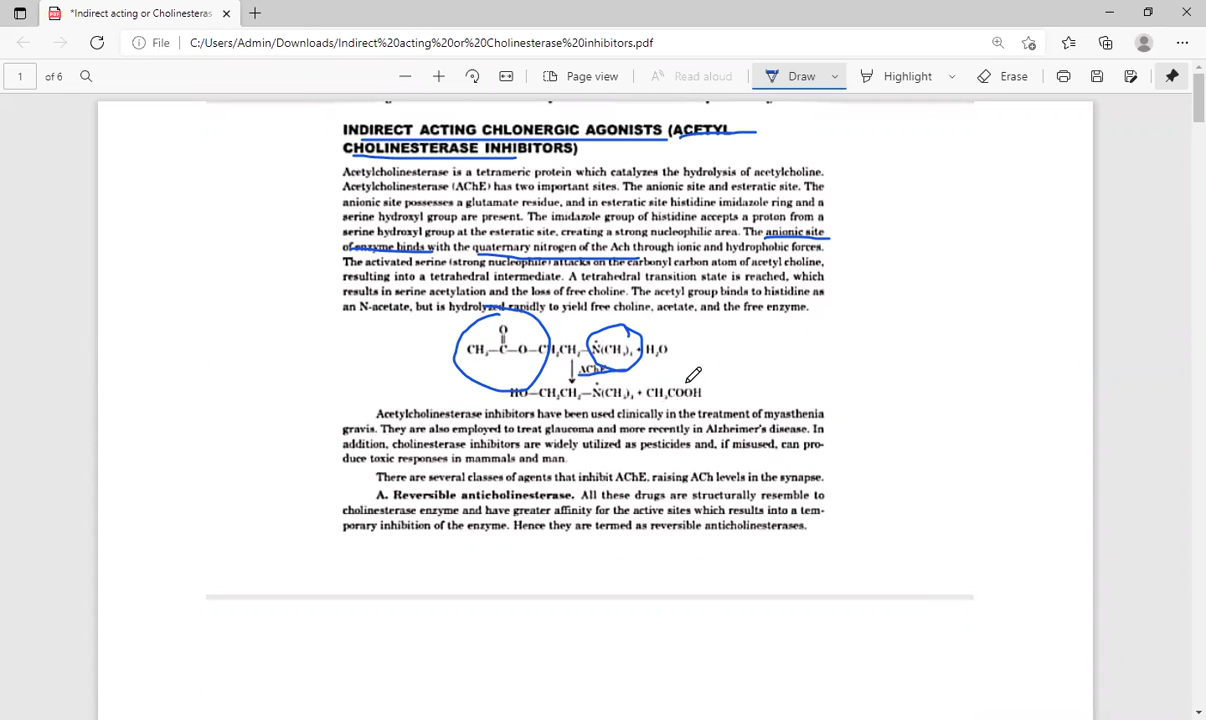 *Indirect acting or Cholinesteras
File C:/Users/Admin/Downloads/Indirect%20acting%20or%20Cholinesterase%20inhibitors.pdf
1 of 6 Page view Read aloud Draw Highlight Erase
INDIRECT ACTING CHLONERGIC AGONISTS (ACETYL
CHOLINESTERASE INHIBITORS)
Acetylcholinesterase is a tetrameric protein which catalyzes the hydrolysis of acetylcholine.
Acetylcholinesterase (AChE) has two important sites. The anionic site and esteratic site. The
anionic site possesses a glutamate residue, and in esteratic site histidine imidazole ring and a
serine hydroxyl group are present. The imidazole group of histidine accepts a proton from a
serine hydroxyl group at the esteratic site, creating a strong nucleophilic area. The anionic site
of enzyme binds with the quaternary nitrogen of the Ach through ionic and hydrophobic forces.
The activated serine (strong nucleophile) attacks on the carbonyl carbon atom of acetyl choline,
resulting into a tetrahedral intermediate. A tetrahedral transition state is reached, which
results in serine acetylation and the loss of free choline. The acetyl group binds to histidine as
an N-acetate, but is hydrolyzed rapidly to yield free choline, acetate, and the free enzyme.
O
CH₃—C—O—CH₂CH₂—N(CH₃)₃ + H₂O
AChE
HO—CH₂CH₂—N(CH₃)₃ + CH₃COOH
Acetylcholinesterase inhibitors have been used clinically in the treatment of myasthenia
gravis. They are also employed to treat glaucoma and more recently in Alzheimer's disease. In
addition, cholinesterase inhibitors are widely utilized as pesticides and, if misused, can pro-
duce toxic responses in mammals and man.
There are several classes of agents that inhibit AChE, raising ACh levels in the synapse.
A. Reversible anticholinesterase. All these drugs are structurally resemble to
cholinesterase enzyme and have greater affinity for the active sites which results into a tem-
porary inhibition of the enzyme. Hence they are termed as reversible anticholinesterases.